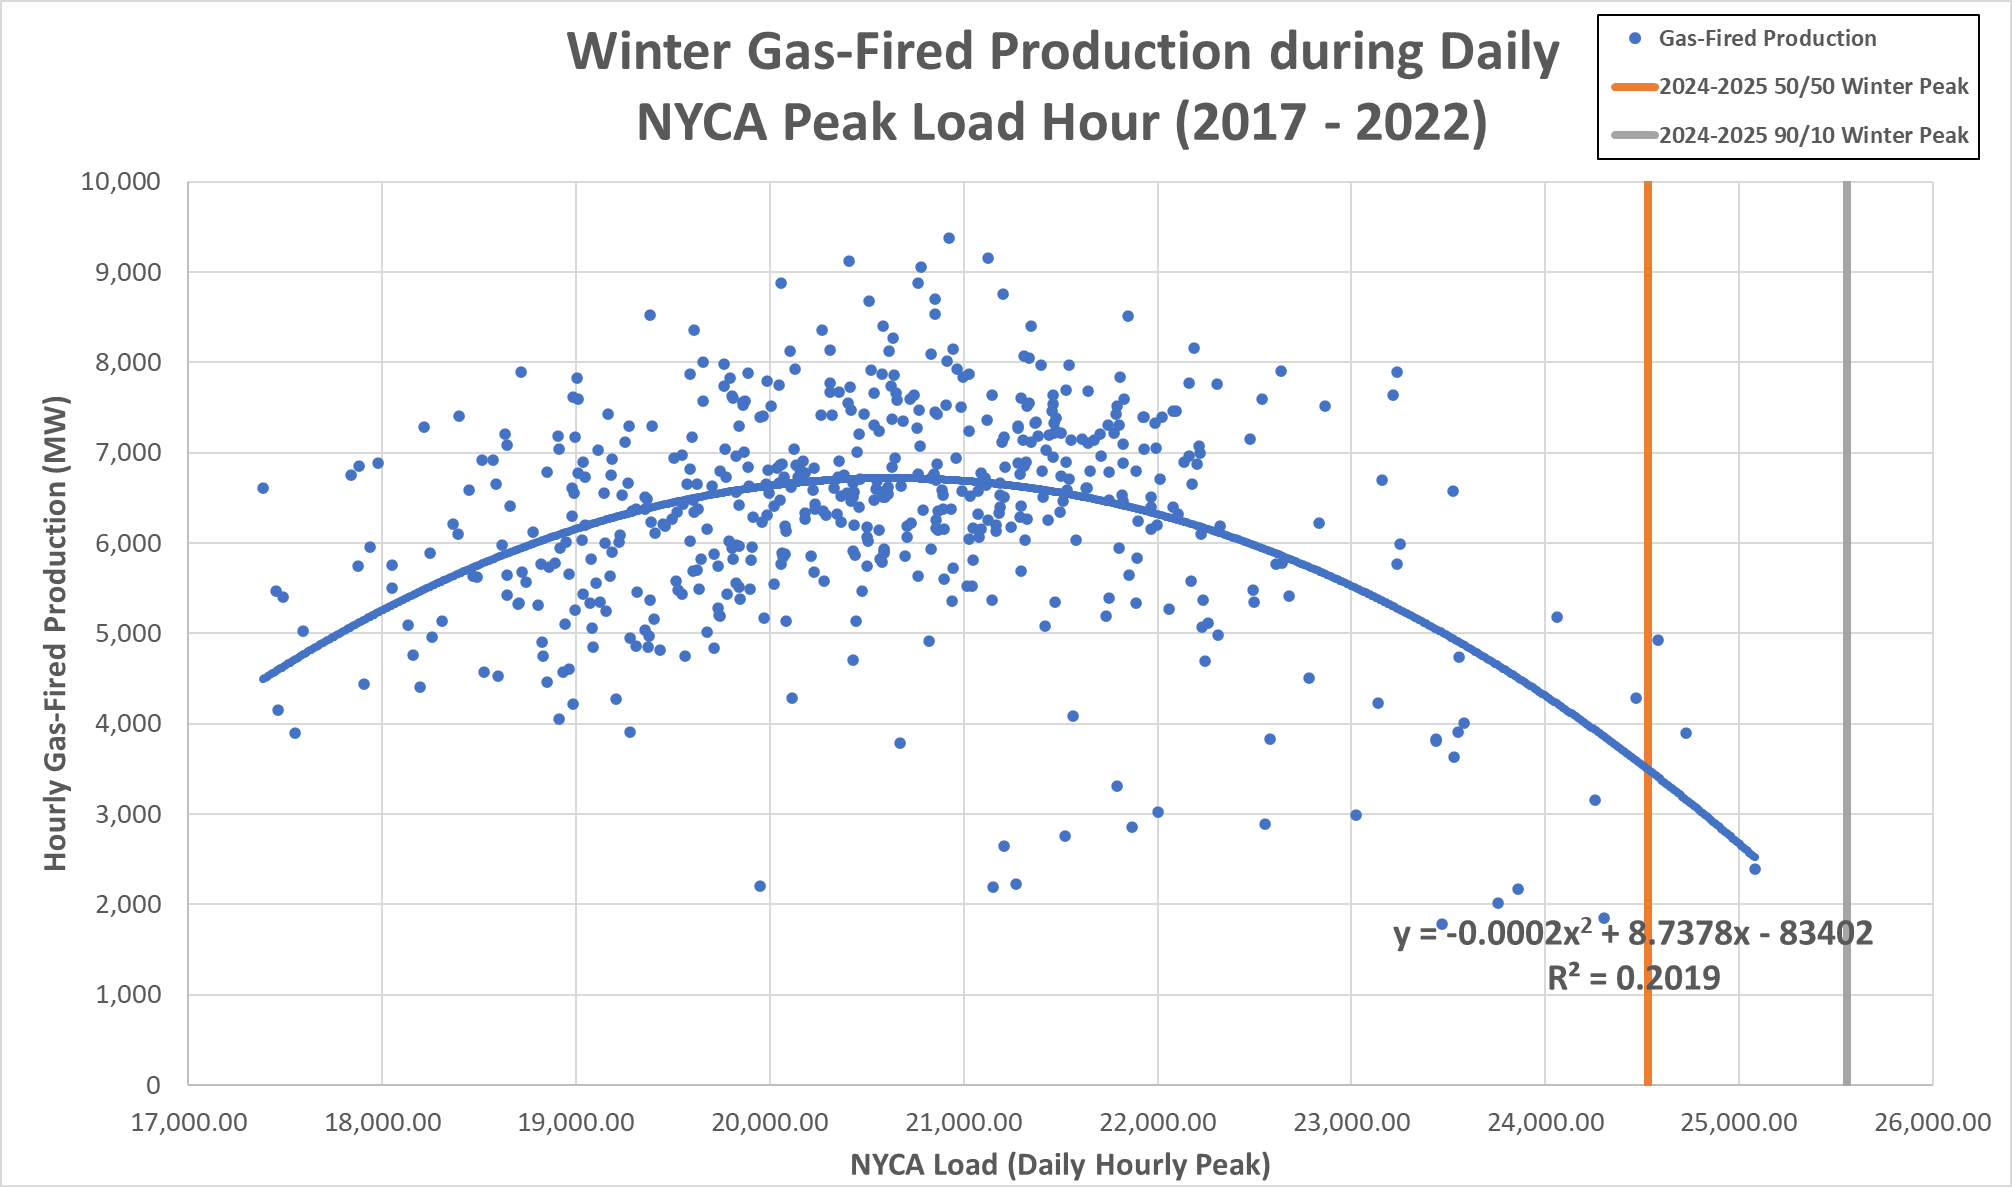 Winter Gas-Fired Production during Daily
NYCA Peak Load Hour (2017 - 2022)
Gas-Fired Production
2024-2025 50/50 Winter Peak
2024-2025 90/10 Winter Peak
Hourly Gas-Fired Production (MW)
10,000
9,000
8,000
7,000
6,000
5,000
4,000
3,000
2,000
1,000
0
y = -0.0002x² + 8.7378x - 83402
R² = 0.2019
17,000.00 18,000.00 19,000.00 20,000.00 21,000.00 22,000.00 23,000.00 24,000.00 25,000.00 26,000.00
NYCA Load (Daily Hourly Peak)